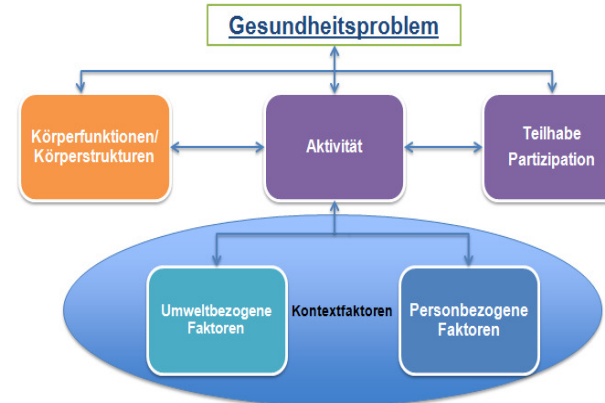 Gesundheitsproblem
Körperfunktionen/
Körperstrukturen
Aktivität
Teilhabe
Partizipation
Umweltbezogene
Faktoren
Kontextfaktoren
Personbezogene
Faktoren